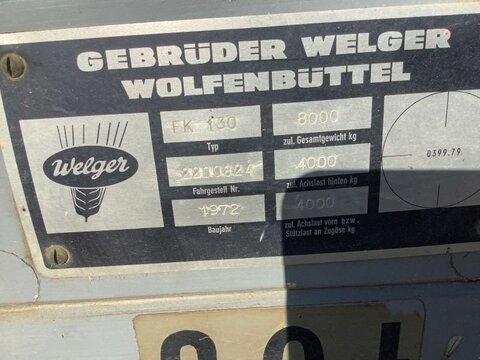 GEBRÜDER WELGER
WOLFENBÜTTEL
Welger
FK 130
Typ
8000
zul. Gesamtgewicht kg
Fahrgestell Nr.
4000
zul. Achslast hinten kg
1972
Baujahr
4000
zul. Achslast vorn bzw.
Stützlast an Zugöse kg
0399.79